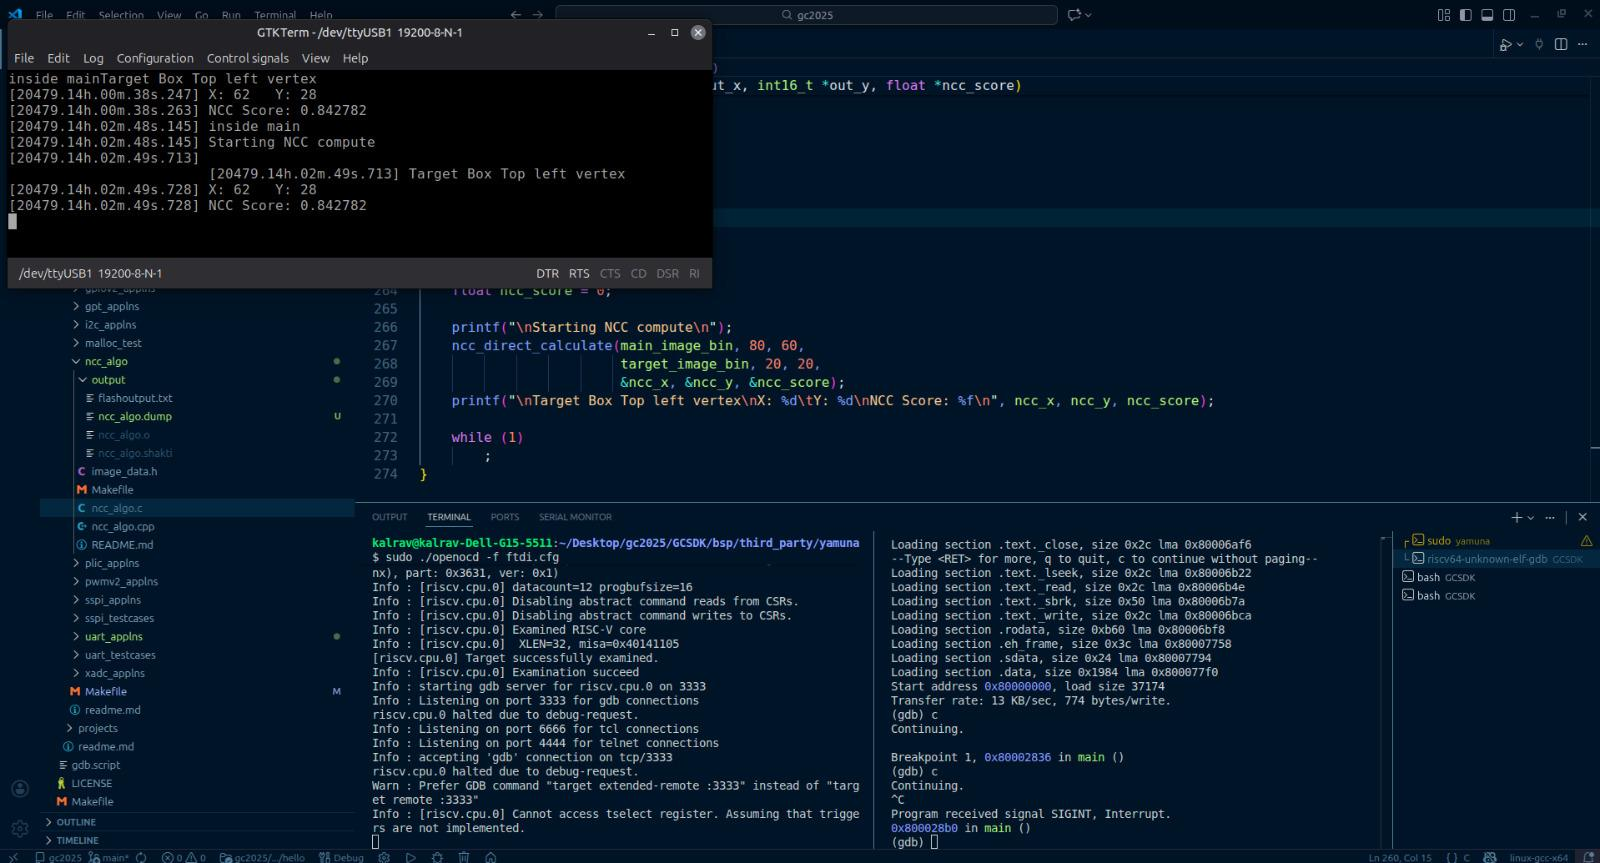 File Edit Selection View Go Run Terminal Help
gc2025
GTKTerm - /dev/ttyUSB1 19200-8-N-1
File Edit Log Configuration Control signals View Help
inside mainTarget Box Top left vertex
[20479.14h.00m.38s.247] X: 62 Y: 28
[20479.14h.00m.38s.263] NCC Score: 0.842782
[20479.14h.02m.48s.145] inside main
[20479.14h.02m.48s.145] Starting NCC compute
[20479.14h.02m.49s.713]
[20479.14h.02m.49s.713] Target Box Top left vertex
[20479.14h.02m.49s.728] X: 62 Y: 28
[20479.14h.02m.49s.728] NCC Score: 0.842782
/dev/ttyUSB1 19200-8-N-1
DTR RTS CTS CD DSR RI
)
ut_x, int16_t *out_y, float *ncc_score)
264 float ncc_score = 0;
265
266 printf("\nStarting NCC compute\n");
267 ncc_direct_calculate(main_image_bin, 80, 60,
268 target_image_bin, 20, 20,
269 &ncc_x, &ncc_y, &ncc_score);
270 printf("\nTarget Box Top left vertex\nX: %d\tY: %d\nNCC Score: %f\n", ncc_x, ncc_y, ncc_score);
271
272 while (1)
273 ;
274 }
gpiov2_applns
gpt_applns
i2c_applns
malloc_test
ncc_algo
output
flashoutput.txt
ncc_algo.dump U
ncc_algo.o
ncc_algo.shakti
image_data.h
Makefile
ncc_algo.c
ncc_algo.cpp
README.md
plic_applns
pwmv2_applns
sspi_applns
sspi_testcases
uart_applns
uart_testcases
xadc_applns
Makefile M
readme.md
projects
readme.md
gdb.script
LICENSE
Makefile
OUTLINE
TIMELINE
OUTPUT TERMINAL PORTS SERIAL MONITOR
kalrav@kalrav-Dell-G15-5511:~/Desktop/gc2025/GCSDK/bsp/third_party/yamuna
$ sudo ./openocd -f ftdi.cfg
nx), part: 0x3631, ver: 0x1)
Info : [riscv.cpu.0] datacount=12 progbufsize=16
Info : [riscv.cpu.0] Disabling abstract command reads from CSRs.
Info : [riscv.cpu.0] Disabling abstract command writes to CSRs.
Info : [riscv.cpu.0] Examined RISC-V core
Info : [riscv.cpu.0]  XLEN=32, misa=0x40141105
[riscv.cpu.0] Target successfully examined.
Info : [riscv.cpu.0] Examination succeed
Info : starting gdb server for riscv.cpu.0 on 3333
Info : Listening on port 3333 for gdb connections
riscv.cpu.0 halted due to debug-request.
Info : Listening on port 6666 for tcl connections
Info : Listening on port 4444 for telnet connections
Info : accepting 'gdb' connection on tcp/3333
riscv.cpu.0 halted due to debug-request.
Warn : Prefer GDB command "target extended-remote :3333" instead of "targ
et remote :3333"
Info : [riscv.cpu.0] Cannot access tselect register. Assuming that trigge
rs are not implemented.
Loading section .text._close, size 0x2c lma 0x80006af6
--Type <RET> for more, q to quit, c to continue without paging--
Loading section .text._lseek, size 0x2c lma 0x80006b22
Loading section .text._read, size 0x2c lma 0x80006b4e
Loading section .text._sbrk, size 0x50 lma 0x80006b7a
Loading section .text._write, size 0x2c lma 0x80006bca
Loading section .rodata, size 0xb60 lma 0x80006bf8
Loading section .eh_frame, size 0x3c lma 0x80007758
Loading section .sdata, size 0x24 lma 0x80007794
Loading section .data, size 0x1984 lma 0x800077f0
Start address 0x80000000, load size 37174
Transfer rate: 13 KB/sec, 774 bytes/write.
(gdb) c
Continuing.
Breakpoint 1, 0x80002836 in main ()
(gdb) c
Continuing.
^C
Program received signal SIGINT, Interrupt.
0x800028b0 in main ()
(gdb)
sudo yamuna
riscv64-unknown-elf-gdb GCSDK
bash GCSDK
bash GCSDK
gc2025 main* 0 0 gc2025/.../hello Debug
Ln 260, Col 15 { } C linux-gcc-x64